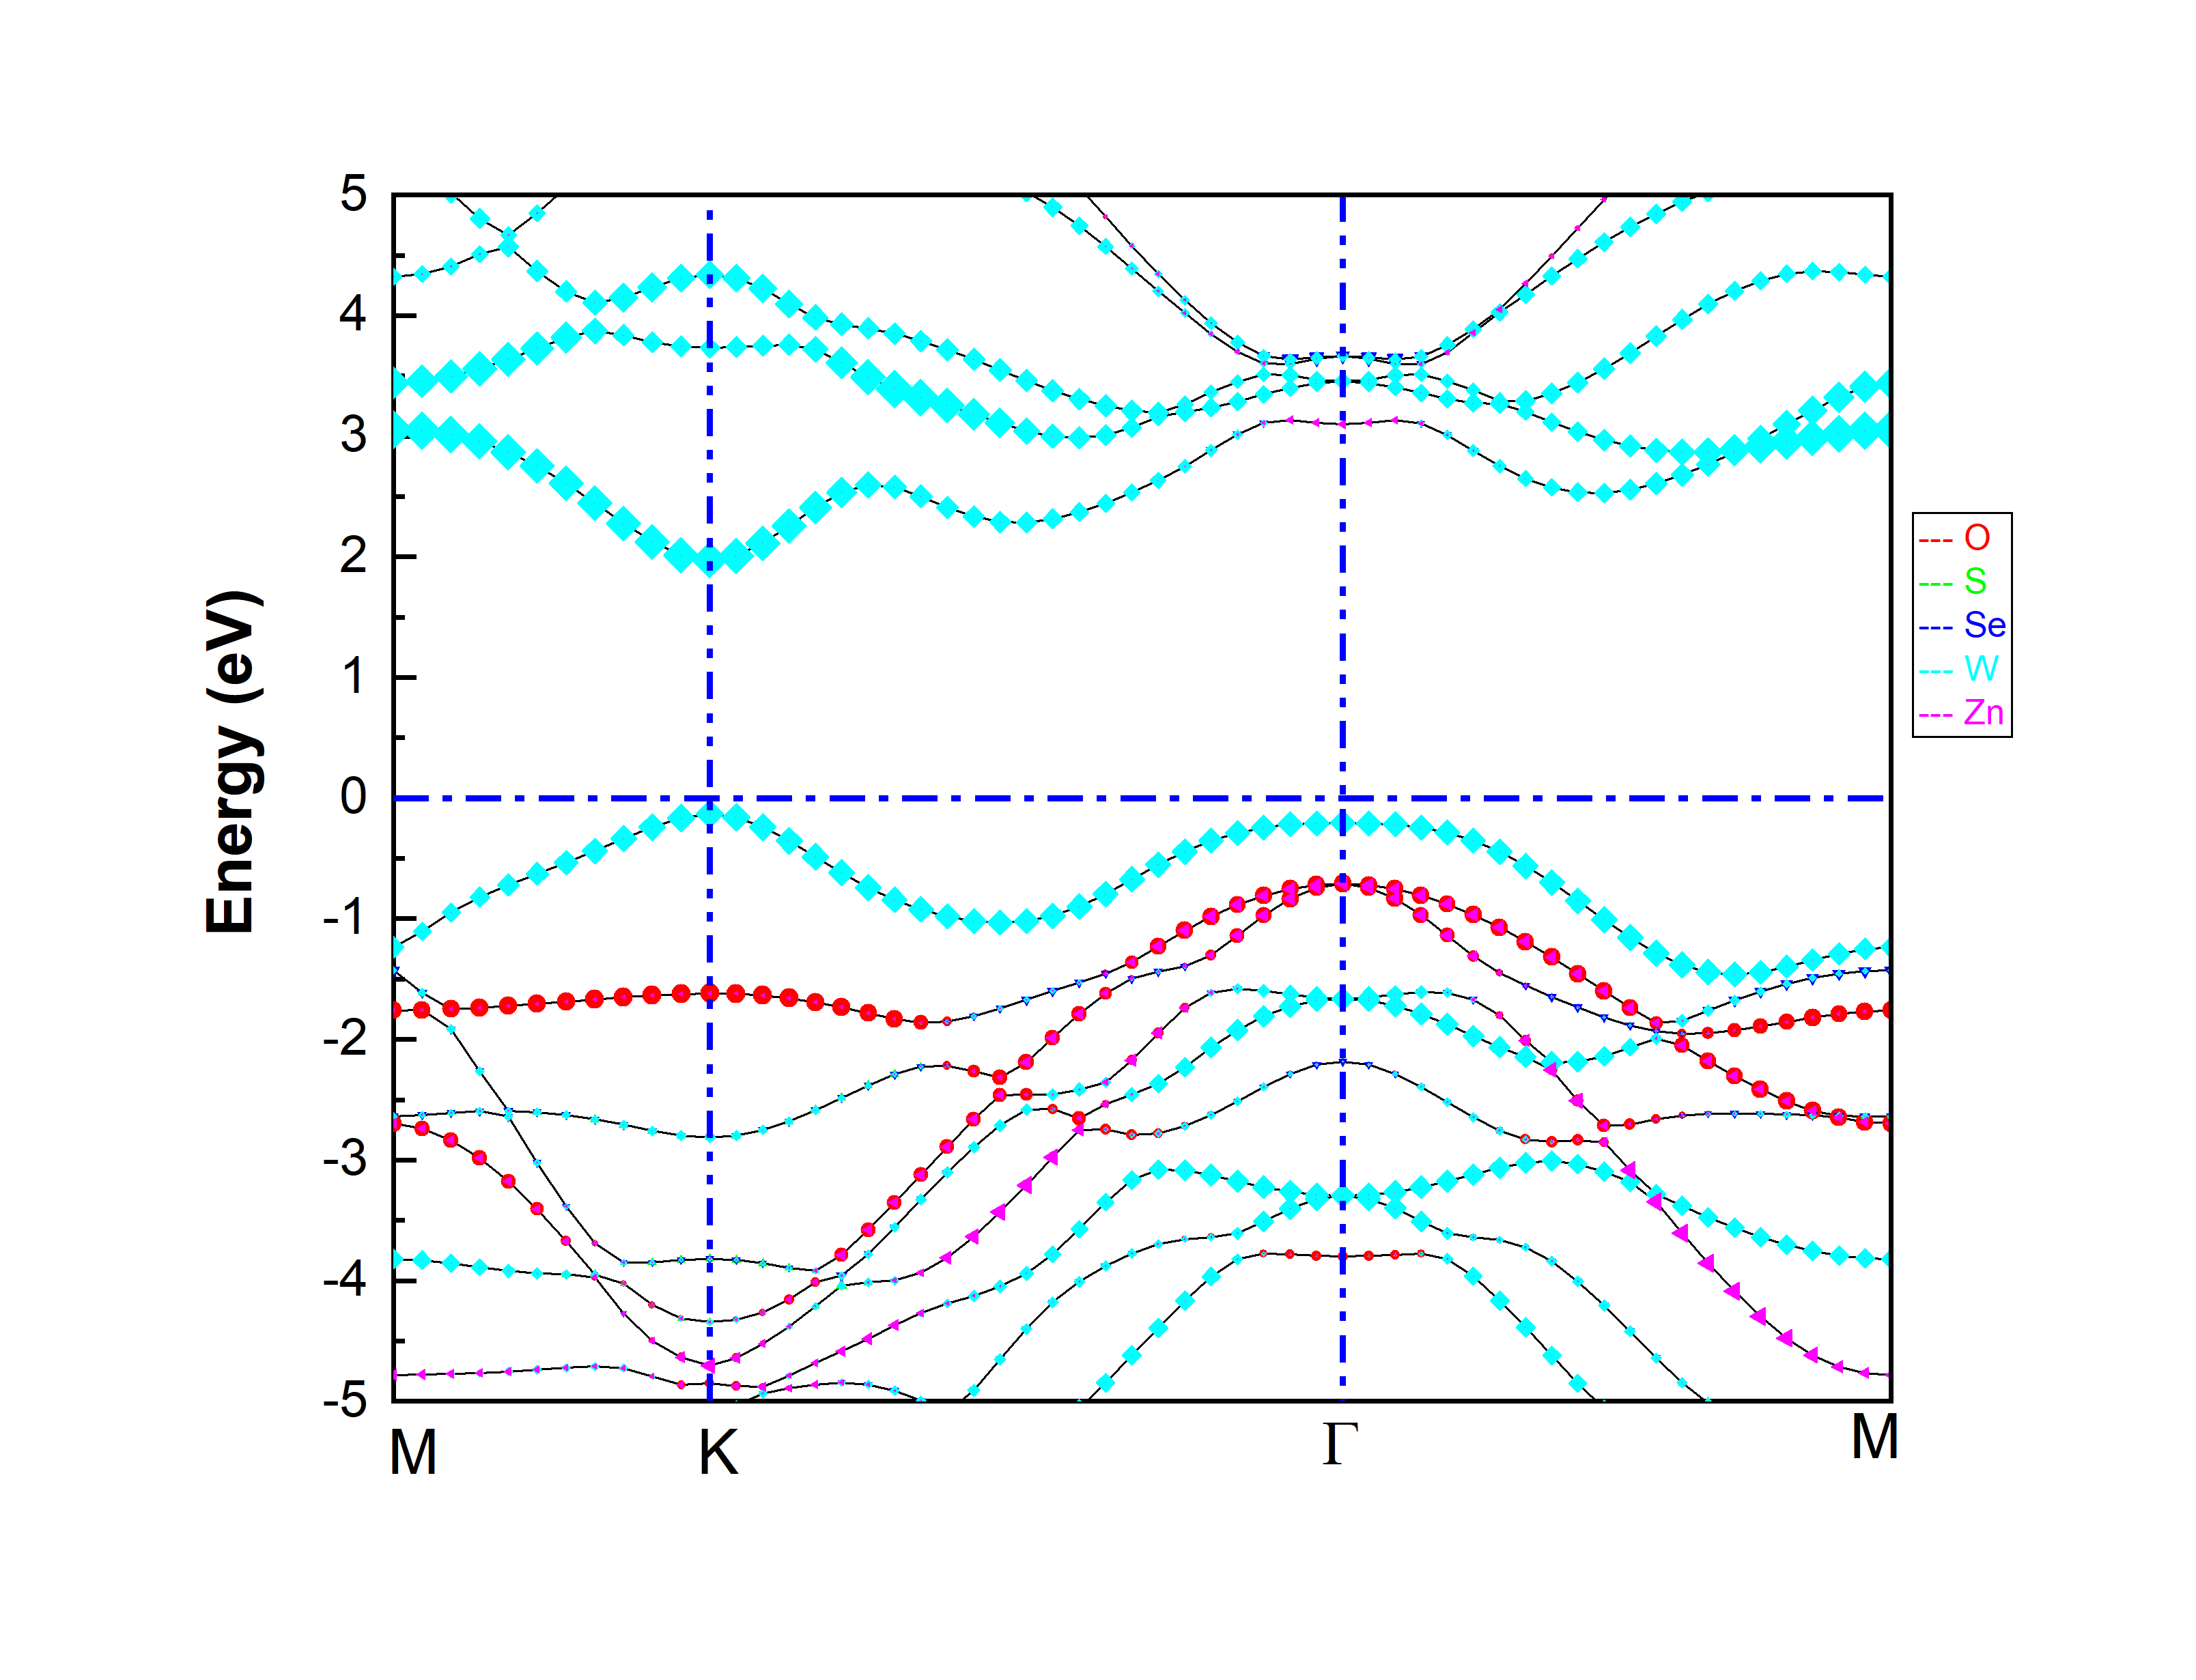 Energy (eV)
5
4
3
2
1
0
-1
-2
-3
-4
-5
M K Γ M
--- O
--- S
--- Se
--- W
--- Zn